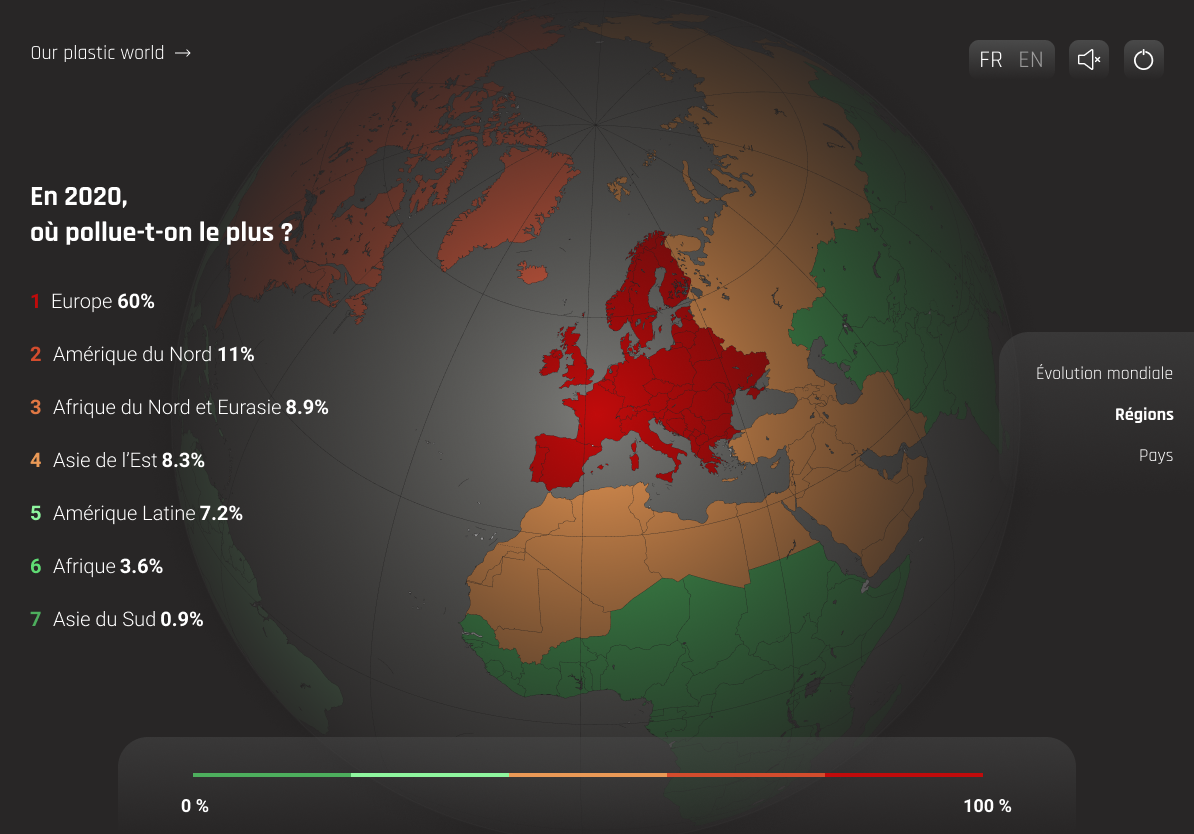 Our plastic world →
FR EN
En 2020,
où pollue-t-on le plus ?
1 Europe 60%
2 Amérique du Nord 11%
3 Afrique du Nord et Eurasie 8.9%
4 Asie de l’Est 8.3%
5 Amérique Latine 7.2%
6 Afrique 3.6%
7 Asie du Sud 0.9%
Évolution mondiale
Régions
Pays
0 % 100 %